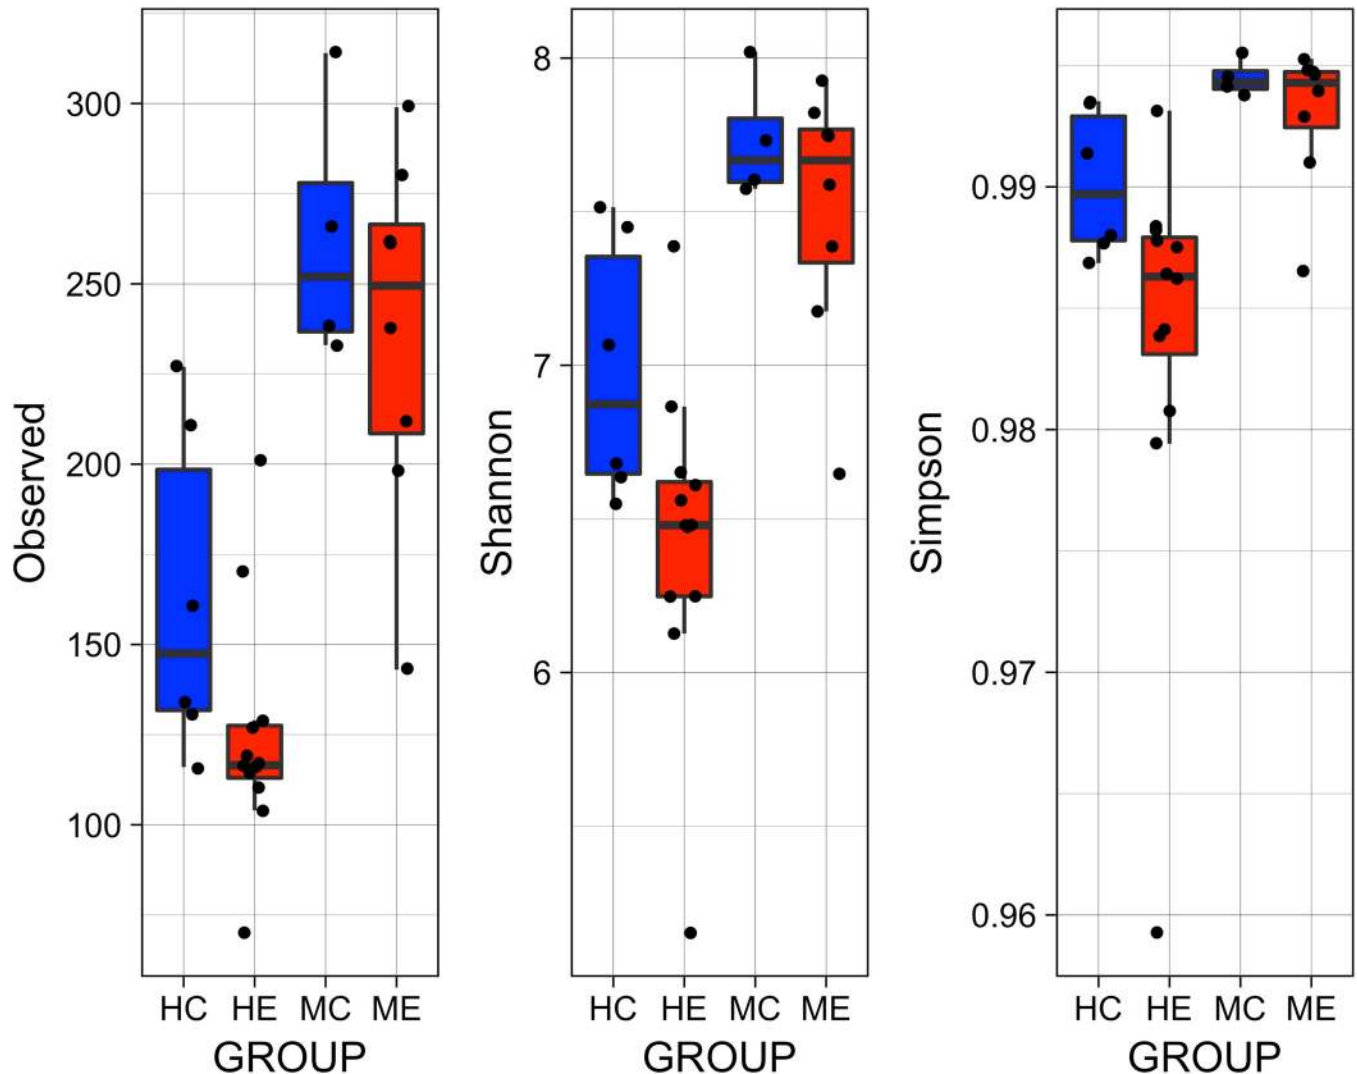 Observed
300
250
200
150
100
HC HE MC ME
GROUP
Shannon
8
7
6
HC HE MC ME
GROUP
Simpson
0.99
0.98
0.97
0.96
HC HE MC ME
GROUP